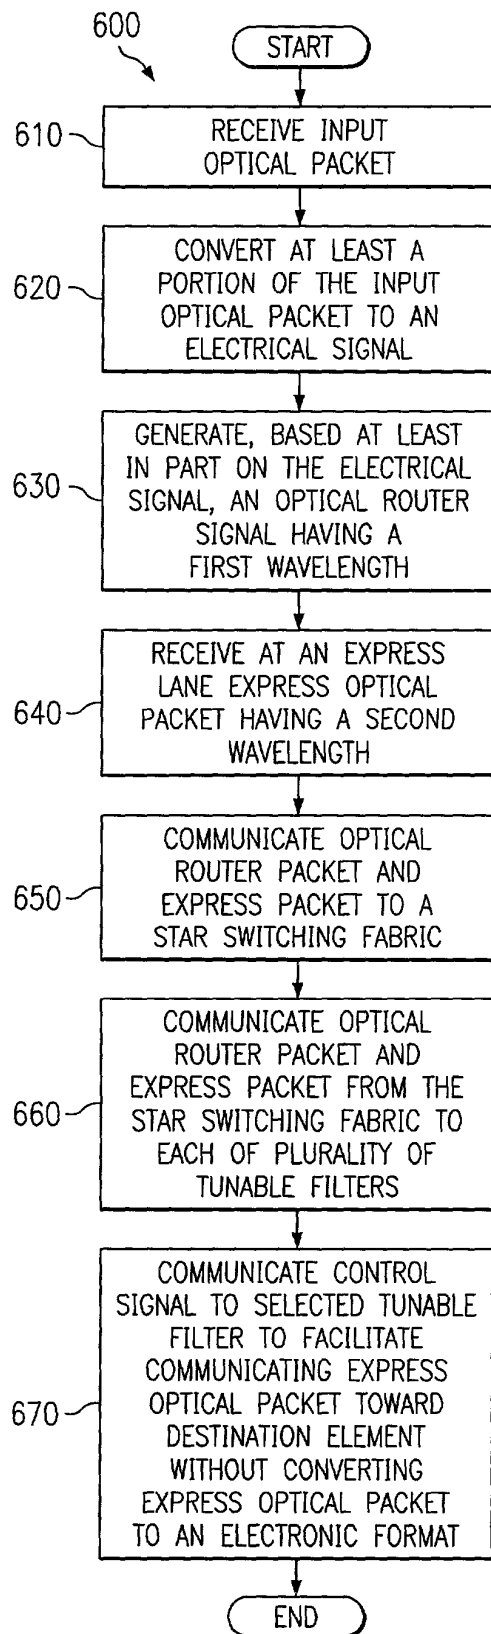 600
START
610
RECEIVE INPUT
OPTICAL PACKET
620
CONVERT AT LEAST A
PORTION OF THE INPUT
OPTICAL PACKET TO AN
ELECTRICAL SIGNAL
630
GENERATE, BASED AT LEAST
IN PART ON THE ELECTRICAL
SIGNAL, AN OPTICAL ROUTER
SIGNAL HAVING A
FIRST WAVELENGTH
640
RECEIVE AT AN EXPRESS
LANE EXPRESS OPTICAL
PACKET HAVING A SECOND
WAVELENGTH
650
COMMUNICATE OPTICAL
ROUTER PACKET AND
EXPRESS PACKET TO A
STAR SWITCHING FABRIC
660
COMMUNICATE OPTICAL
ROUTER PACKET AND
EXPRESS PACKET FROM THE
STAR SWITCHING FABRIC TO
EACH OF PLURALITY OF
TUNABLE FILTERS
670
COMMUNICATE CONTROL
SIGNAL TO SELECTED TUNABLE
FILTER TO FACILITATE
COMMUNICATING EXPRESS
OPTICAL PACKET TOWARD
DESTINATION ELEMENT
WITHOUT CONVERTING
EXPRESS OPTICAL PACKET
TO AN ELECTRONIC FORMAT
END